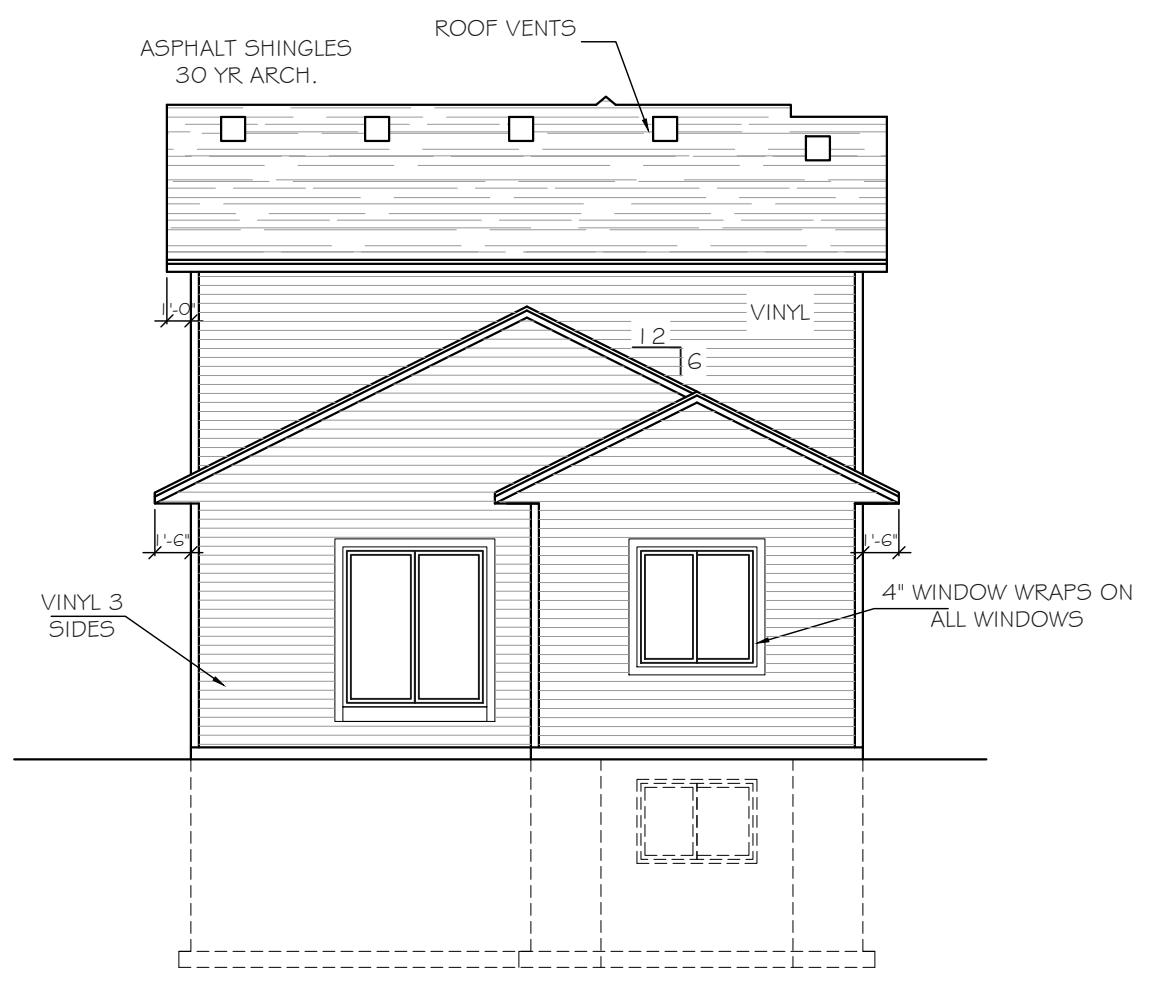 ROOF VENTS
ASPHALT SHINGLES
30 YR ARCH.
1'-0"
VINYL
12
6
1'-6"
1'-6"
VINYL 3
SIDES
4" WINDOW WRAPS ON
ALL WINDOWS